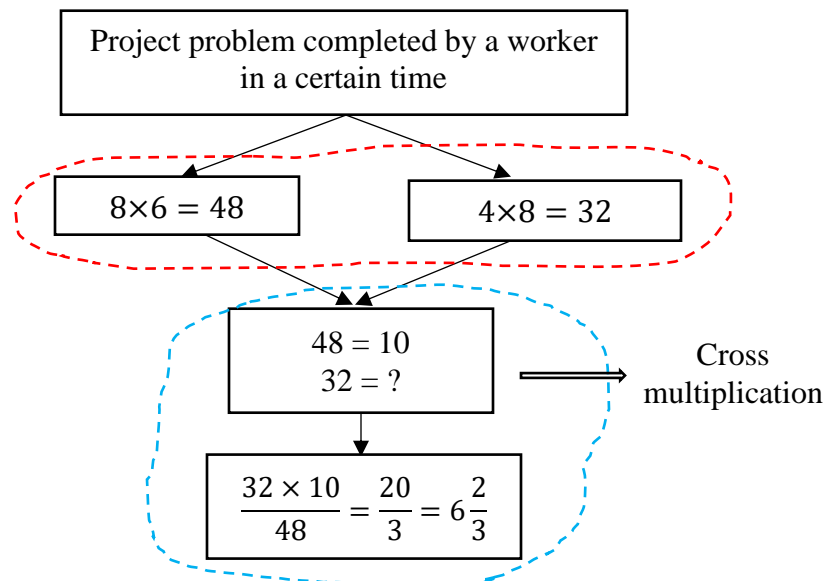 Project problem completed by a worker
in a certain time
8×6 = 48
4×8 = 32
48 = 10
32 = ?
Cross
multiplication
32 × 10 / 48 = 20 / 3 = 6 2/3